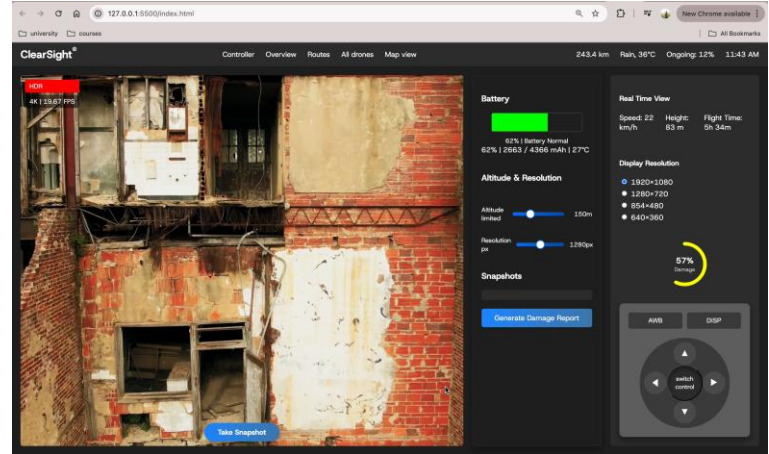 127.0.0.1:5500/index.html
New Chrome available
university
courses
All Bookmarks
ClearSight®
Controller
Overview
Routes
All drones
Map view
243.4 km
Rain, 36°C
Ongoing: 12%
11:43 AM
HDR
4K | 19.67 FPS
Take Snapshot
Battery
62% | Battery Normal
62% | 2663 / 4366 mAh | 27°C
Altitude & Resolution
Altitude
limited
150m
Resolution
px
1280px
Snapshots
Generate Damage Report
Real Time View
Speed: 22
km/h
Height:
83 m
Flight Time:
5h 34m
Display Resolution
1920×1080
1280×720
854×480
640×360
57%
Damage
AWB
DISP
switch
control